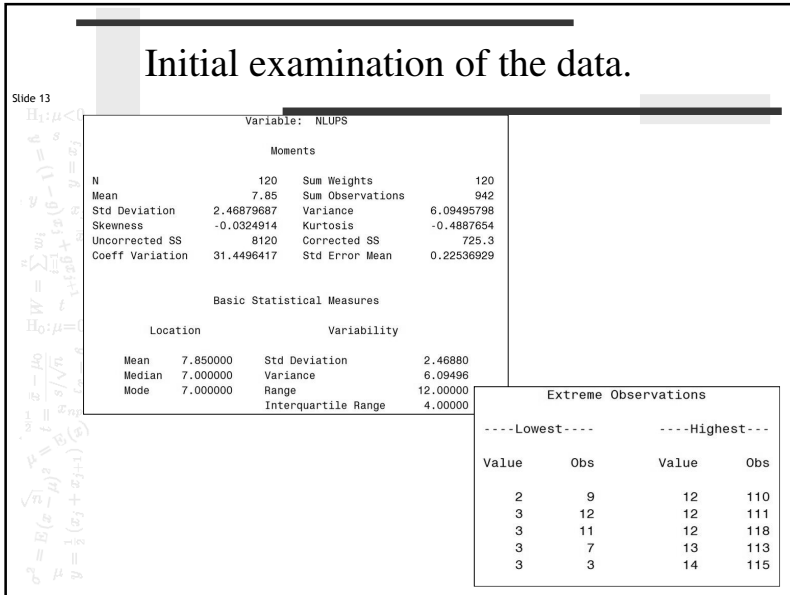 Initial examination of the data.
Slide 13
Variable: NLUPS
Moments
N 120 Sum Weights 120
Mean 7.85 Sum Observations 942
Std Deviation 2.46879687 Variance 6.09495798
Skewness -0.0324914 Kurtosis -0.4887654
Uncorrected SS 8120 Corrected SS 725.3
Coeff Variation 31.4496417 Std Error Mean 0.22536929
Basic Statistical Measures
Location Variability
Mean 7.850000 Std Deviation 2.46880
Median 7.000000 Variance 6.09496
Mode 7.000000 Range 12.00000
Interquartile Range 4.00000
Extreme Observations
----Lowest---- ----Highest---
Value Obs Value Obs
2 9 12 110
3 12 12 111
3 11 12 118
3 7 13 113
3 3 14 115
H₁:μ<0
H₀:μ=0